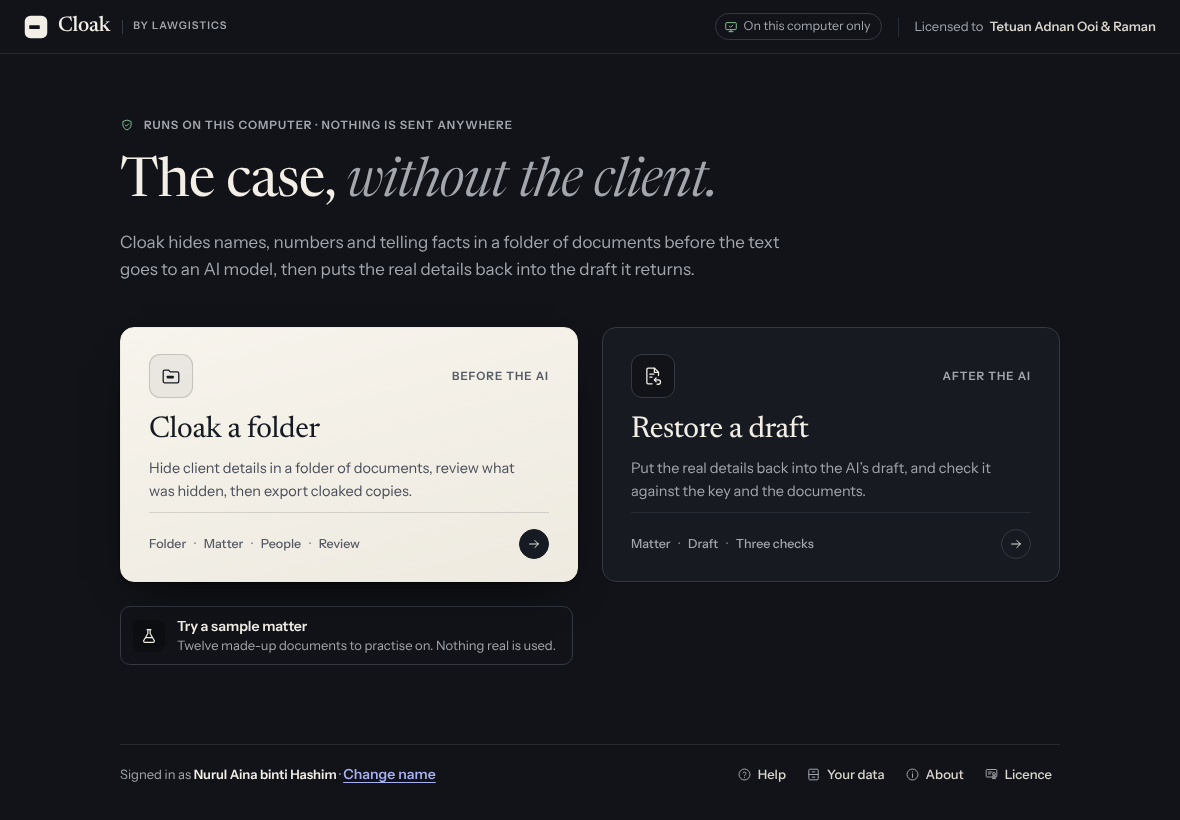 Cloak
BY LAWGISTICS
On this computer only
Licensed to Tetuan Adnan Ooi & Raman
RUNS ON THIS COMPUTER · NOTHING IS SENT ANYWHERE
The case, without the client.
Cloak hides names, numbers and telling facts in a folder of documents before the text
goes to an AI model, then puts the real details back into the draft it returns.
BEFORE THE AI
Cloak a folder
Hide client details in a folder of documents, review what
was hidden, then export cloaked copies.
Folder · Matter · People · Review
AFTER THE AI
Restore a draft
Put the real details back into the AI’s draft, and check it
against the key and the documents.
Matter · Draft · Three checks
Try a sample matter
Twelve made-up documents to practise on. Nothing real is used.
Signed in as Nurul Aina binti Hashim · Change name
Help
Your data
About
Licence